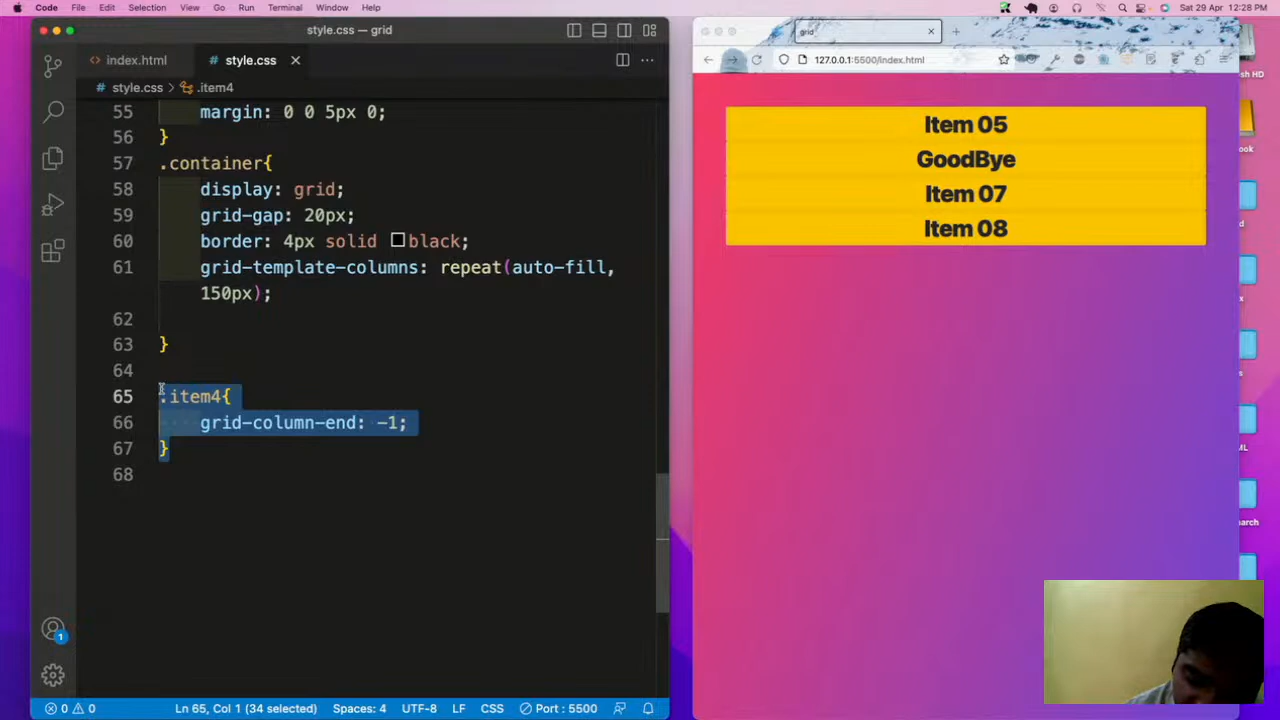 Code File Edit Selection View Go Run Terminal Window Help
Sat 29 Apr 12:28 PM
style.css — grid
index.html
style.css
style.css > .item4
55 margin: 0 0 5px 0;
56 }
57 .container{
58 display: grid;
59 grid-gap: 20px;
60 border: 4px solid black;
61 grid-template-columns: repeat(auto-fill,
150px);
62
63 }
64
65 .item4{
66 grid-column-end: -1;
67 }
68
1
0 0 Ln 65, Col 1 (34 selected) Spaces: 4 UTF-8 LF CSS Port : 5500
grid
127.0.0.1:5500/index.html
Item 05
GoodBye
Item 07
Item 08